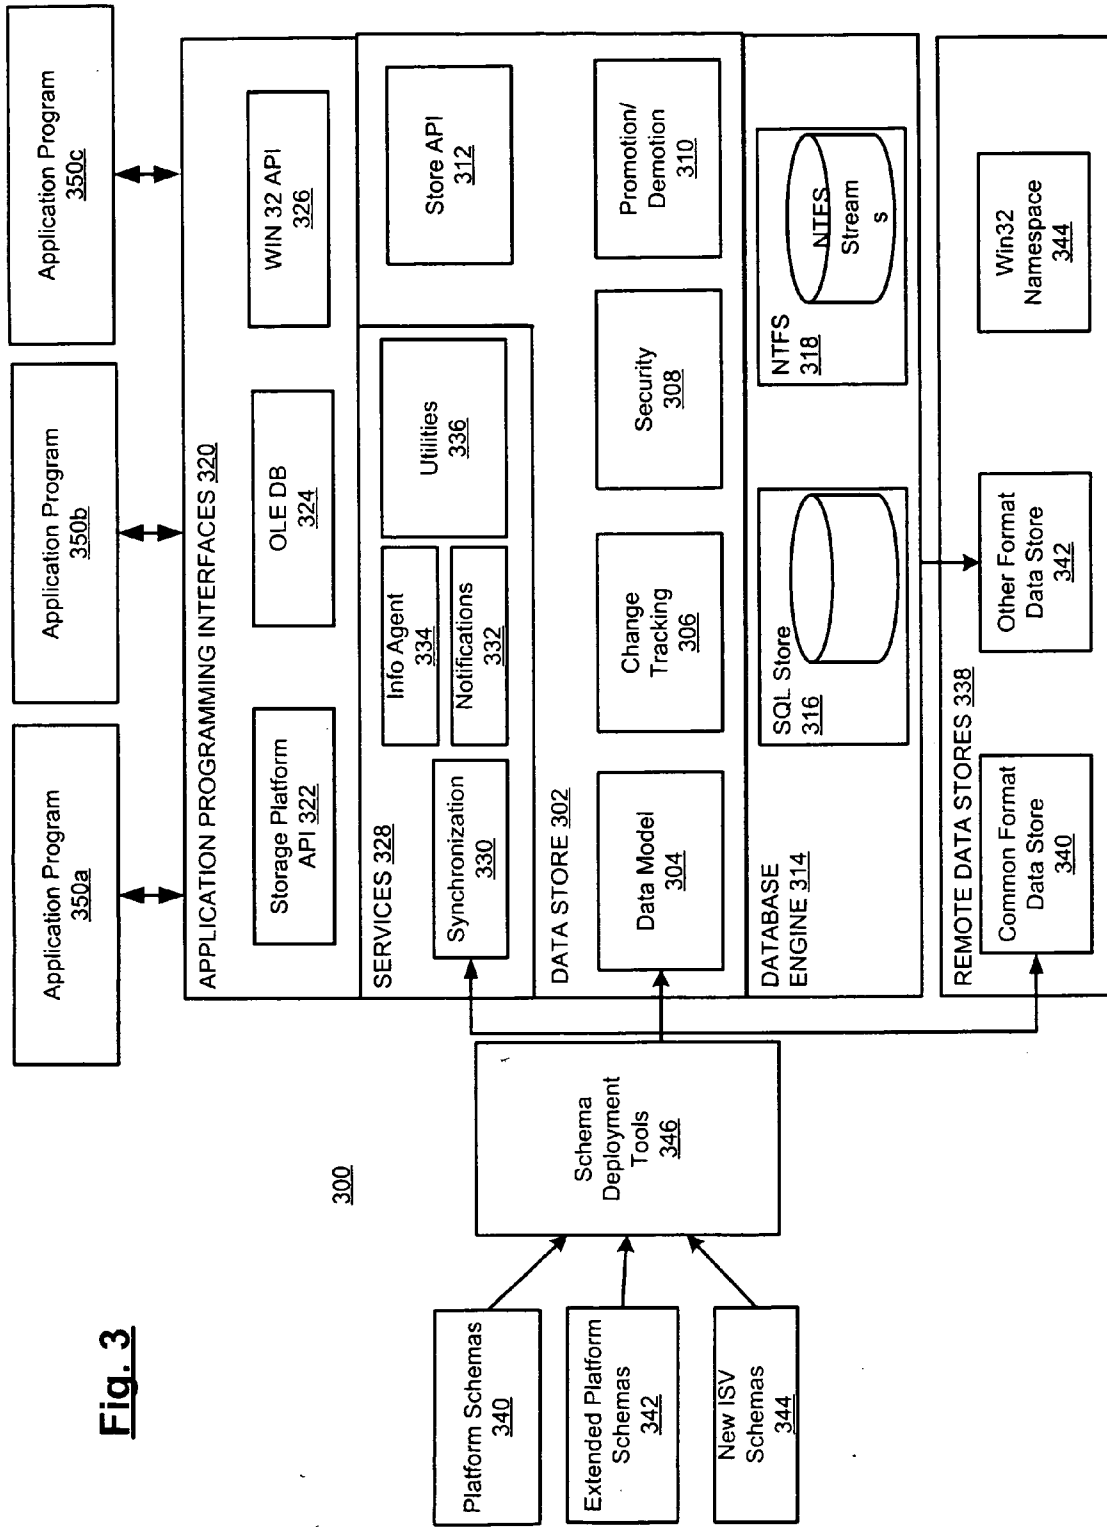 Fig. 3
300
Application Program
350a
Application Program
350b
Application Program
350c
APPLICATION PROGRAMMING INTERFACES 320
Storage Platform
API 322
OLE DB
324
WIN 32 API
326
SERVICES 328
Synchronization
330
Info Agent
334
Notifications
332
Utilities
336
Store API
312
DATA STORE 302
Data Model
304
Change
Tracking
306
Security
308
Promotion/
Demotion
310
DATABASE
ENGINE 314
SQL Store
316
NTFS
318
NTFS
Stream
s
REMOTE DATA STORES 338
Common Format
Data Store
340
Other Format
Data Store
342
Win32
Namespace
344
Schema
Deployment
Tools
346
Platform Schemas
340
Extended Platform
Schemas
342
New ISV
Schemas
344